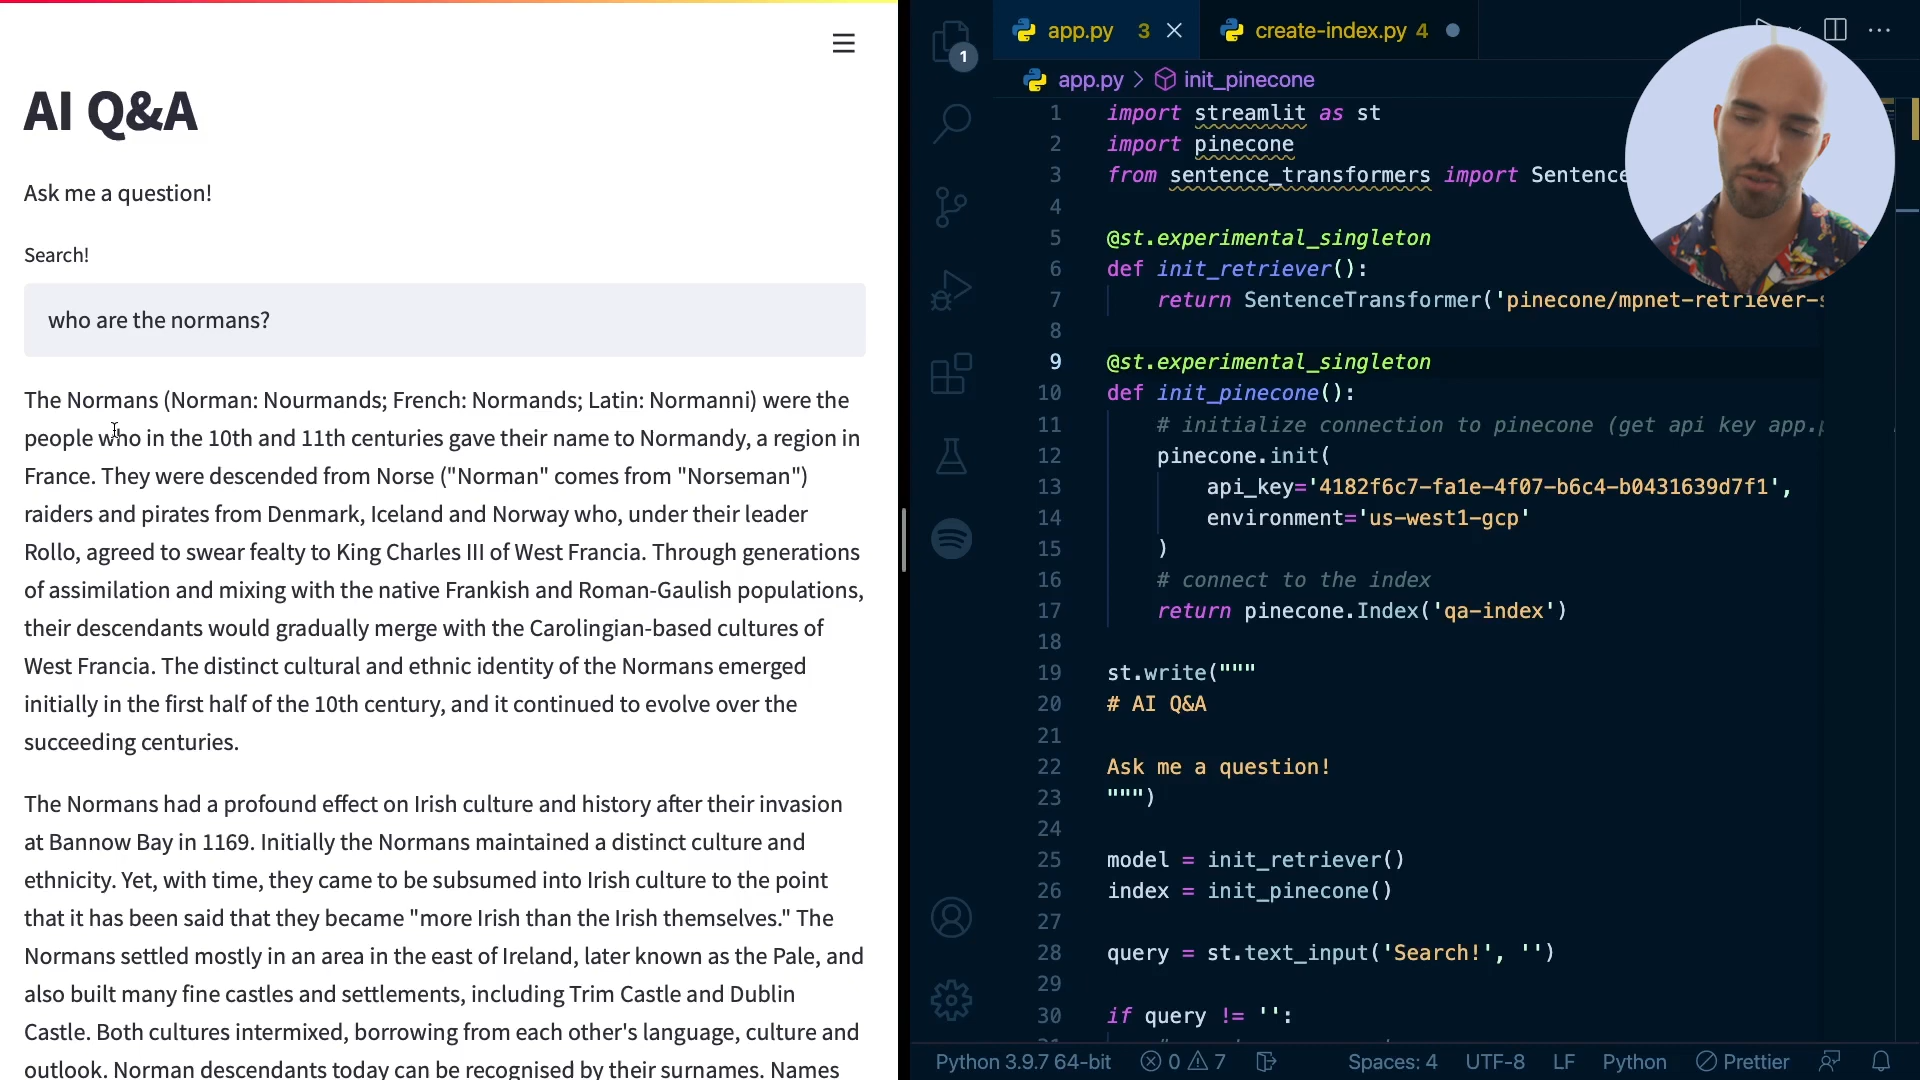 AI Q&A
Ask me a question!
Search!
who are the normans?
The Normans (Norman: Nourmands; French: Normands; Latin: Normanni) were the
people who in the 10th and 11th centuries gave their name to Normandy, a region in
France. They were descended from Norse ("Norman" comes from "Norseman")
raiders and pirates from Denmark, Iceland and Norway who, under their leader
Rollo, agreed to swear fealty to King Charles III of West Francia. Through generations
of assimilation and mixing with the native Frankish and Roman-Gaulish populations,
their descendants would gradually merge with the Carolingian-based cultures of
West Francia. The distinct cultural and ethnic identity of the Normans emerged
initially in the first half of the 10th century, and it continued to evolve over the
succeeding centuries.
The Normans had a profound effect on Irish culture and history after their invasion
at Bannow Bay in 1169. Initially the Normans maintained a distinct culture and
ethnicity. Yet, with time, they came to be subsumed into Irish culture to the point
that it has been said that they became "more Irish than the Irish themselves." The
Normans settled mostly in an area in the east of Ireland, later known as the Pale, and
also built many fine castles and settlements, including Trim Castle and Dublin
Castle. Both cultures intermixed, borrowing from each other's language, culture and
outlook. Norman descendants today can be recognised by their surnames. Names
1
app.py 3
create-index.py 4
app.py > init_pinecone
1 import streamlit as st
2 import pinecone
3 from sentence_transformers import Sentence
4
5 @st.experimental_singleton
6 def init_retriever():
7 return SentenceTransformer('pinecone/mpnet-retriever-s
8
9 @st.experimental_singleton
10 def init_pinecone():
11 # initialize connection to pinecone (get api key app.p
12 pinecone.init(
13 api_key='4182f6c7-fa1e-4f07-b6c4-b0431639d7f1',
14 environment='us-west1-gcp'
15 )
16 # connect to the index
17 return pinecone.Index('qa-index')
18
19 st.write("""
20 # AI Q&A
21
22 Ask me a question!
23 """)
24
25 model = init_retriever()
26 index = init_pinecone()
27
28 query = st.text_input('Search!', '')
29
30 if query != '':
Python 3.9.7 64-bit 0 7 Spaces: 4 UTF-8 LF Python Prettier